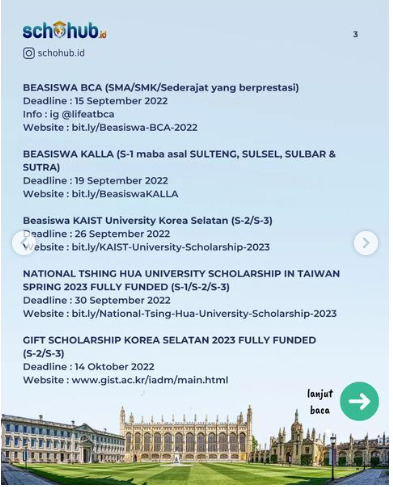 schohub.id
3
schohub.id
BEASISWA BCA (SMA/SMK/Sederajat yang berprestasi)
Deadline : 15 September 2022
Info : ig @lifeatbca
Website : bit.ly/Beasiswa-BCA-2022
BEASISWA KALLA (S-1 maba asal SULTENG, SULSEL, SULBAR &
SUTRA)
Deadline : 19 September 2022
Website : bit.ly/BeasiswaKALLA
Beasiswa KAIST University Korea Selatan (S-2/S-3)
Deadline : 26 September 2022
Website : bit.ly/KAIST-University-Scholarship-2023
NATIONAL TSHING HUA UNIVERSITY SCHOLARSHIP IN TAIWAN
SPRING 2023 FULLY FUNDED (S-1/S-2/S-3)
Deadline : 30 September 2022
Website : bit.ly/National-Tsing-Hua-University-Scholarship-2023
GIFT SCHOLARSHIP KOREA SELATAN 2023 FULLY FUNDED
(S-2/S-3)
Deadline : 14 Oktober 2022
Website : www.gist.ac.kr/iadm/main.html
lanjut
baca